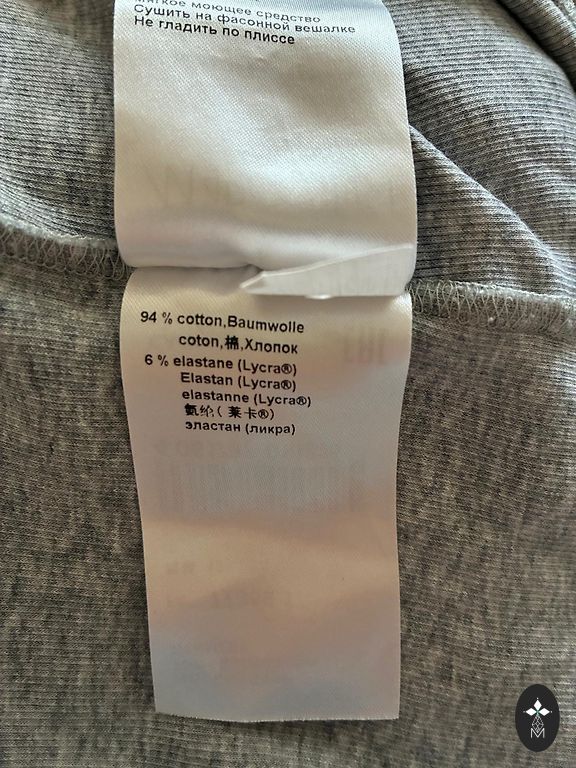 мягкое моющее средство
Сушить на фасонной вешалке
Не гладить по плиссе
94 % cotton,Baumwolle
coton,棉,Хлопок
6 % elastane (Lycra®)
Elastan (Lycra®)
elastanne (Lycra®)
氨纶(莱卡®)
эластан (ликра)
M